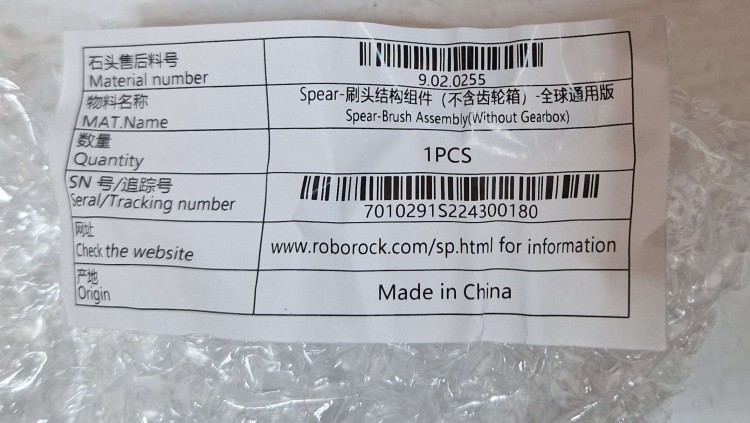 石头售后料号
Material number
9.02.0255
物料名称
MAT.Name
Spear-刷头结构组件（不含齿轮箱）-全球通用版
Spear-Brush Assembly(Without Gearbox)
数量
Quantity
1PCS
SN 号/追踪号
Seral/Tracking number
7010291S224300180
网址
Check the website
www.roborock.com/sp.html for information
产地
Origin
Made in China